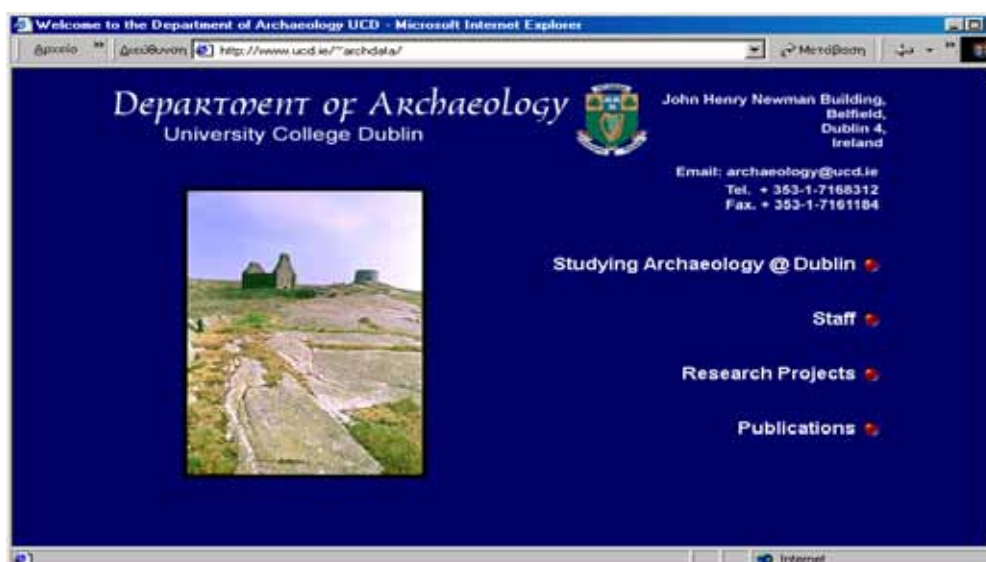 Welcome to the Department of Archaeology UCD - Microsoft Internet Explorer
Αρχείο » Διεύθυνση http://www.ucd.ie/~archdata/ Μετάβαση »
Department of Archaeology
University College Dublin
John Henry Newman Building,
Belfield,
Dublin 4,
Ireland
Email: archaeology@ucd.ie
Tel. + 353-1-7168312
Fax. + 353-1-7161184
Studying Archaeology @ Dublin
Staff
Research Projects
Publications
Internet